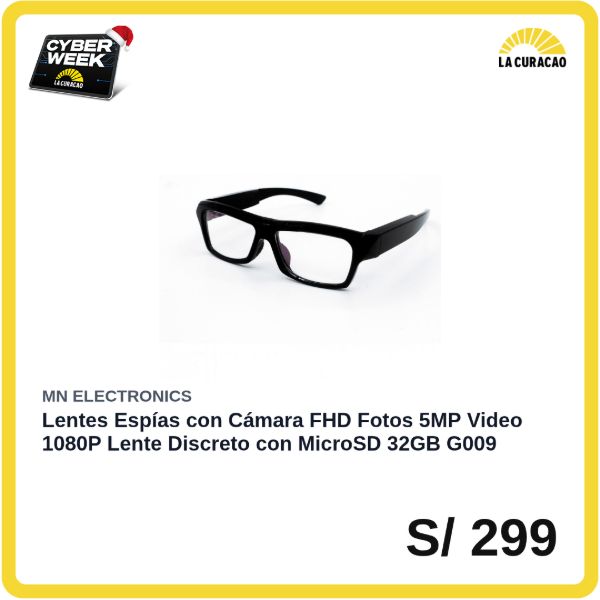 CYBER
WEEK
LA CURACAO
LA CURACAO
MN ELECTRONICS
Lentes Espías con Cámara FHD Fotos 5MP Video
1080P Lente Discreto con MicroSD 32GB G009
S/ 299